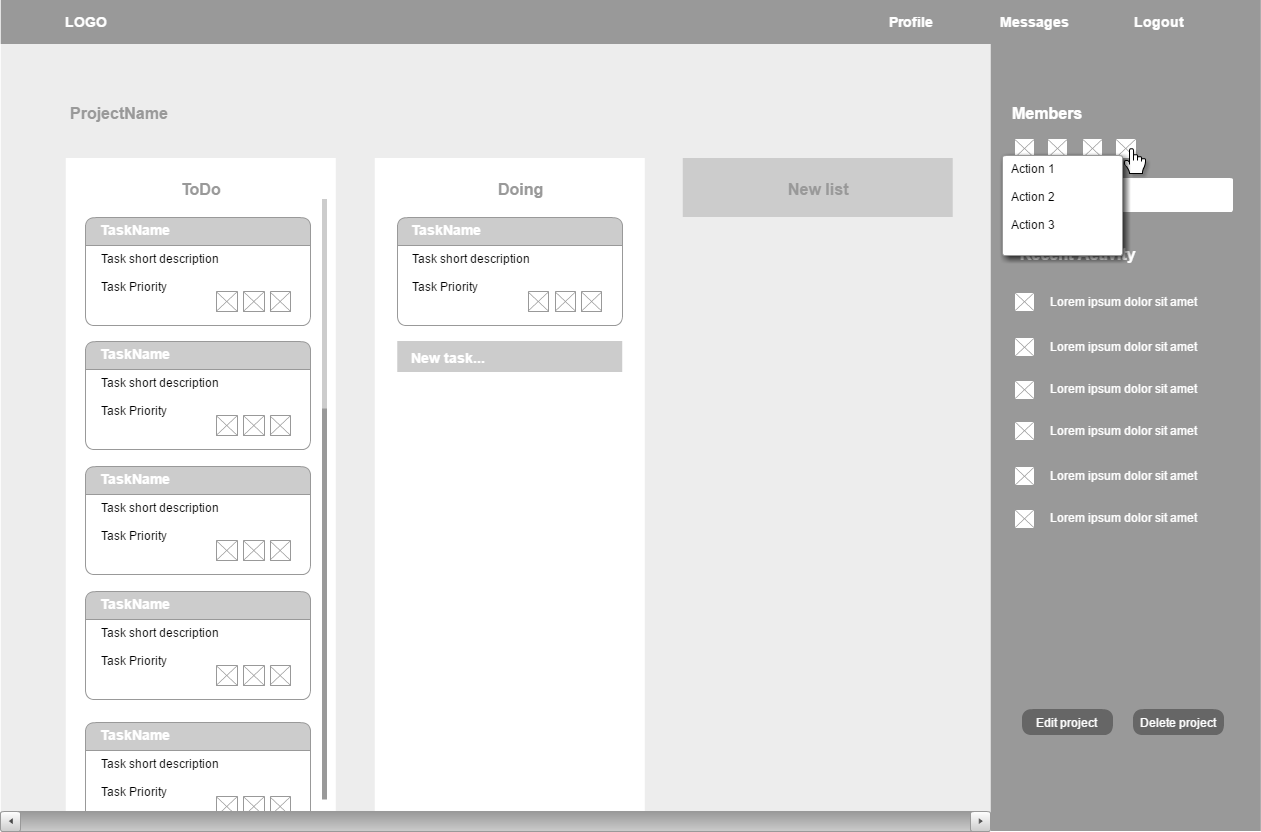 LOGO
Profile
Messages
Logout
ProjectName
ToDo
TaskName
Task short description
Task Priority
TaskName
Task short description
Task Priority
TaskName
Task short description
Task Priority
TaskName
Task short description
Task Priority
TaskName
Task short description
Task Priority
Doing
TaskName
Task short description
Task Priority
New task...
New list
Members
Action 1
Action 2
Action 3
Recent Activity
Lorem ipsum dolor sit amet
Lorem ipsum dolor sit amet
Lorem ipsum dolor sit amet
Lorem ipsum dolor sit amet
Lorem ipsum dolor sit amet
Lorem ipsum dolor sit amet
Edit project
Delete project